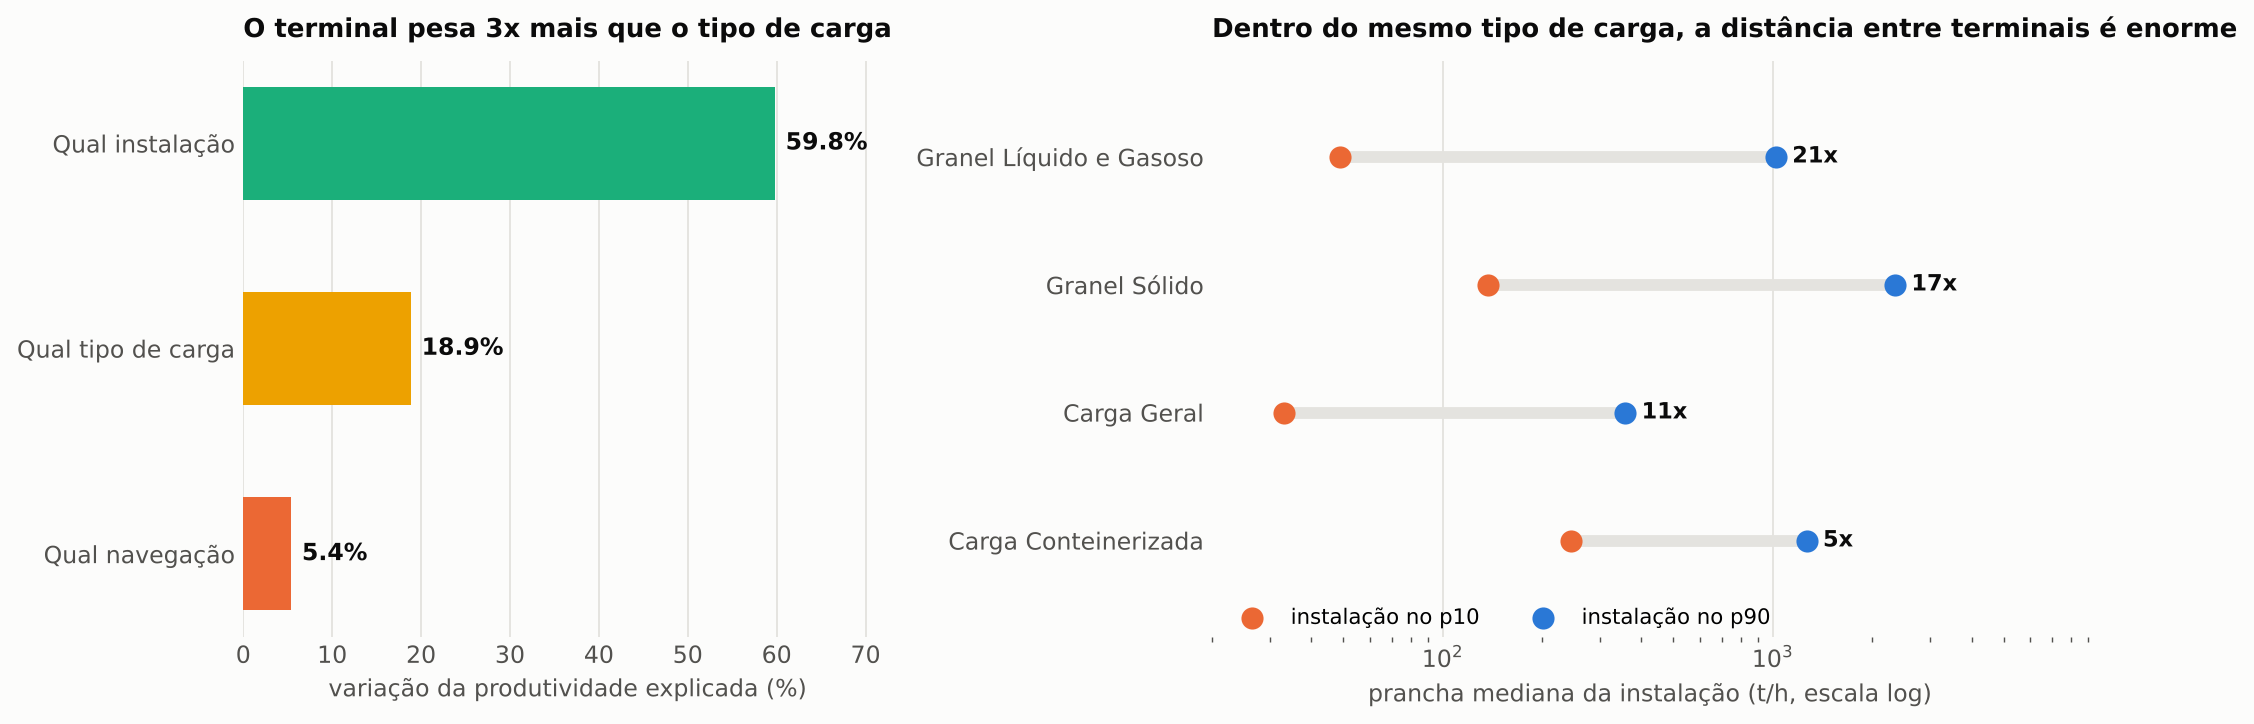 O terminal pesa 3x mais que o tipo de carga
Qual instalação
59.8%
Qual tipo de carga
18.9%
Qual navegação
5.4%
0 10 20 30 40 50 60 70
variação da produtividade explicada (%)
Dentro do mesmo tipo de carga, a distância entre terminais é enorme
Granel Líquido e Gasoso
21x
Granel Sólido
17x
Carga Geral
11x
Carga Conteinerizada
5x
instalação no p10 instalação no p90
10² 10³
prancha mediana da instalação (t/h, escala log)